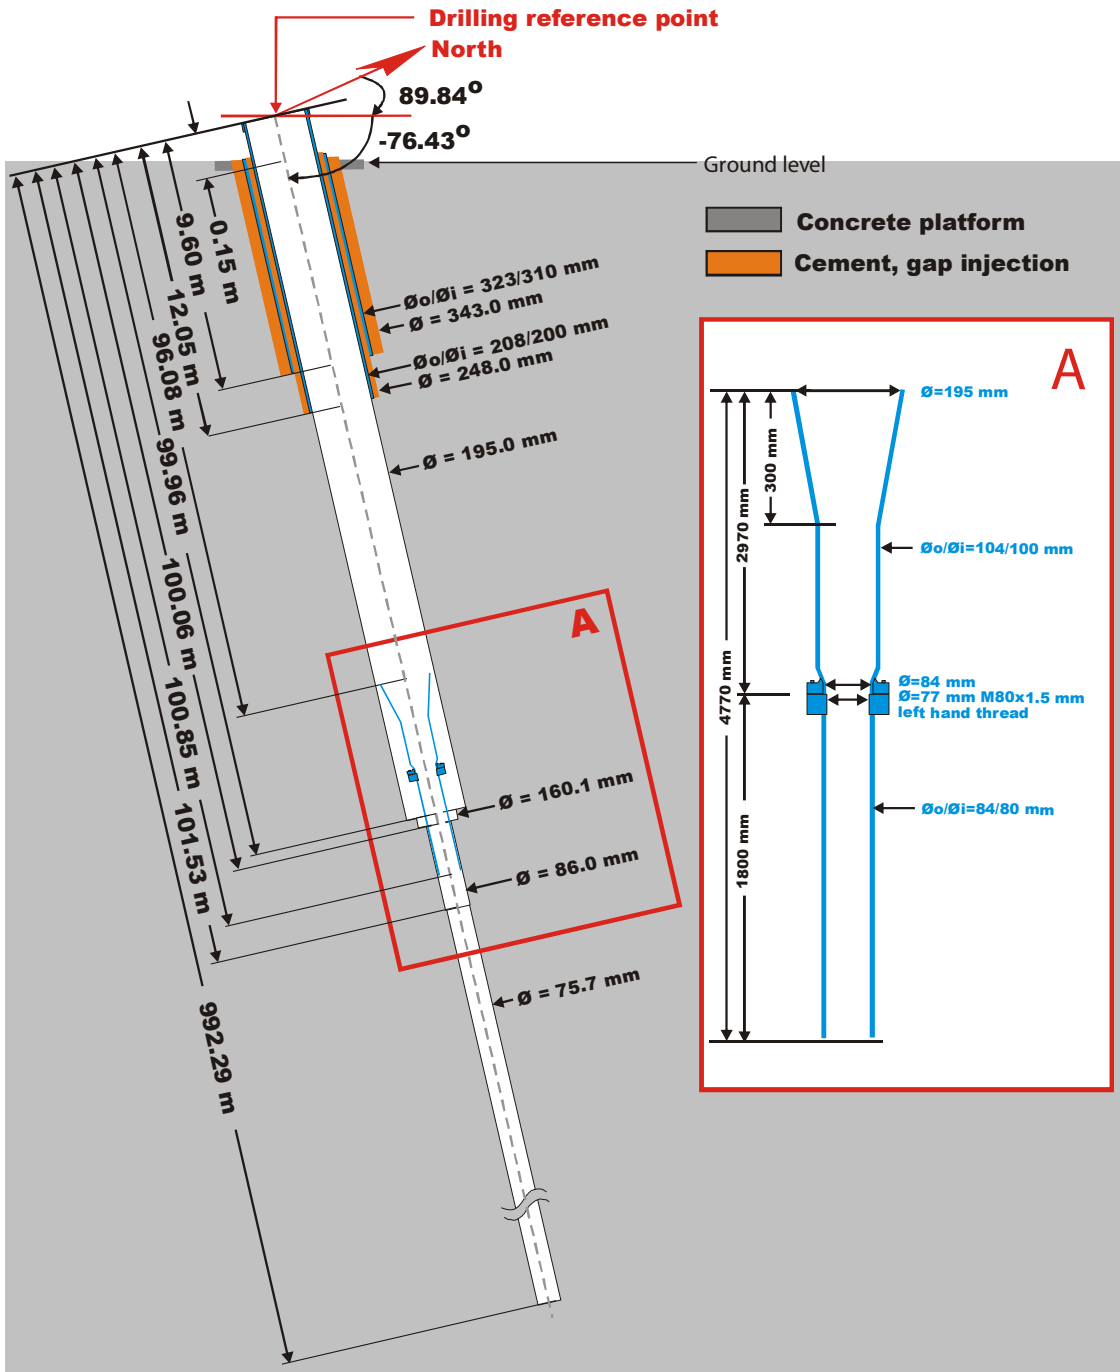 Drilling reference point
North
89.84°
-76.43°
Ground level
Concrete platform
Cement, gap injection
0.15 m
9.60 m
12.05 m
96.08 m
99.96 m
100.06 m
100.85 m
101.53 m
992.29 m
Øo/Øi = 323/310 mm
Ø = 343.0 mm
Øo/Øi = 208/200 mm
Ø = 248.0 mm
Ø = 195.0 mm
A
Ø = 160.1 mm
Ø = 86.0 mm
Ø = 75.7 mm
A
Ø=195 mm
300 mm
2970 mm
Øo/Øi=104/100 mm
4770 mm
Ø=84 mm
Ø=77 mm M80x1.5 mm
left hand thread
Øo/Øi=84/80 mm
1800 mm